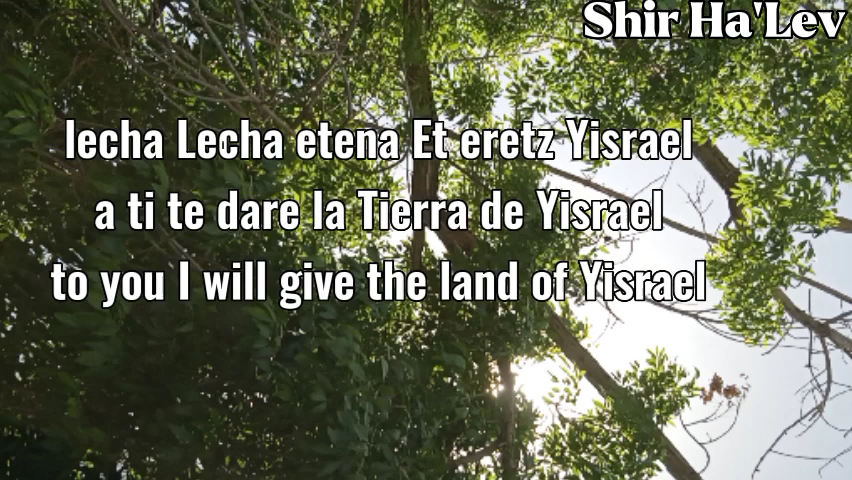 Shir Ha'Lev
lecha Lecha etena Et eretz Yisrael
a ti te dare la Tierra de Yisrael
to you I will give the land of Yisrael